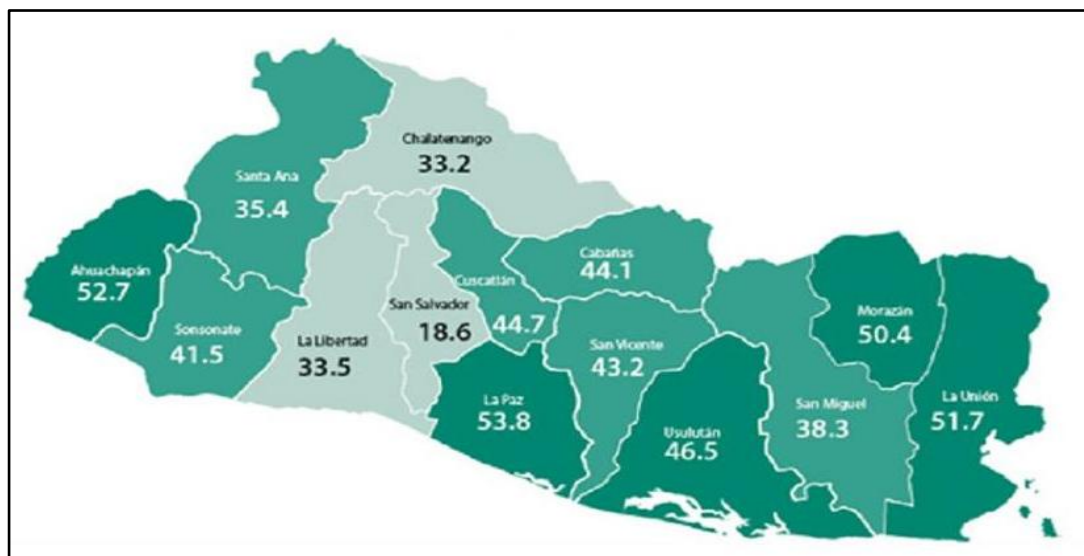 Chalatenango
33.2
Santa Ana
35.4
Ahuachapán
52.7
Sonsonate
41.5
La Libertad
33.5
San Salvador
18.6
Cuscatlán
44.7
Cabañas
44.1
San Vicente
43.2
La Paz
53.8
Usulután
46.5
San Miguel
38.3
Morazán
50.4
La Unión
51.7